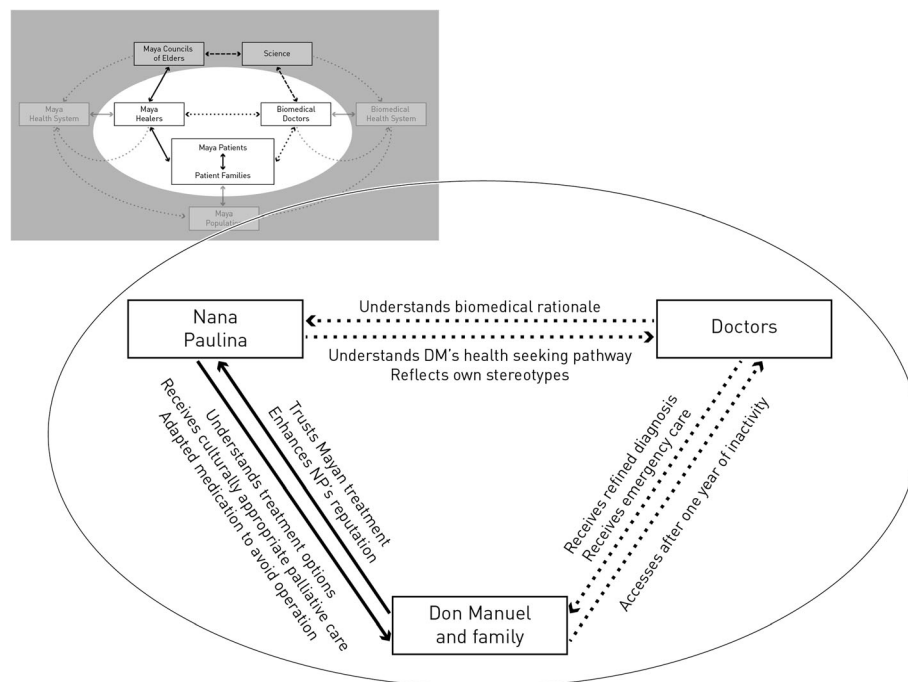 Maya Councils
of Elders
Science
Maya
Health System
Maya
Healers
Biomedical
Doctors
Biomedical
Health System
Maya Patients
Patient Families
Maya
Population
Nana
Paulina
Understands biomedical rationale
Doctors
Understands DM's health seeking pathway
Reflects own stereotypes
Trusts Mayan treatment
Enhances NP's reputation
Understands treatment options
Receives culturally appropriate palliative care
Adapted medication to avoid operation
Receives refined diagnosis
Receives emergency care
Accesses after one year of inactivity
Don Manuel
and family